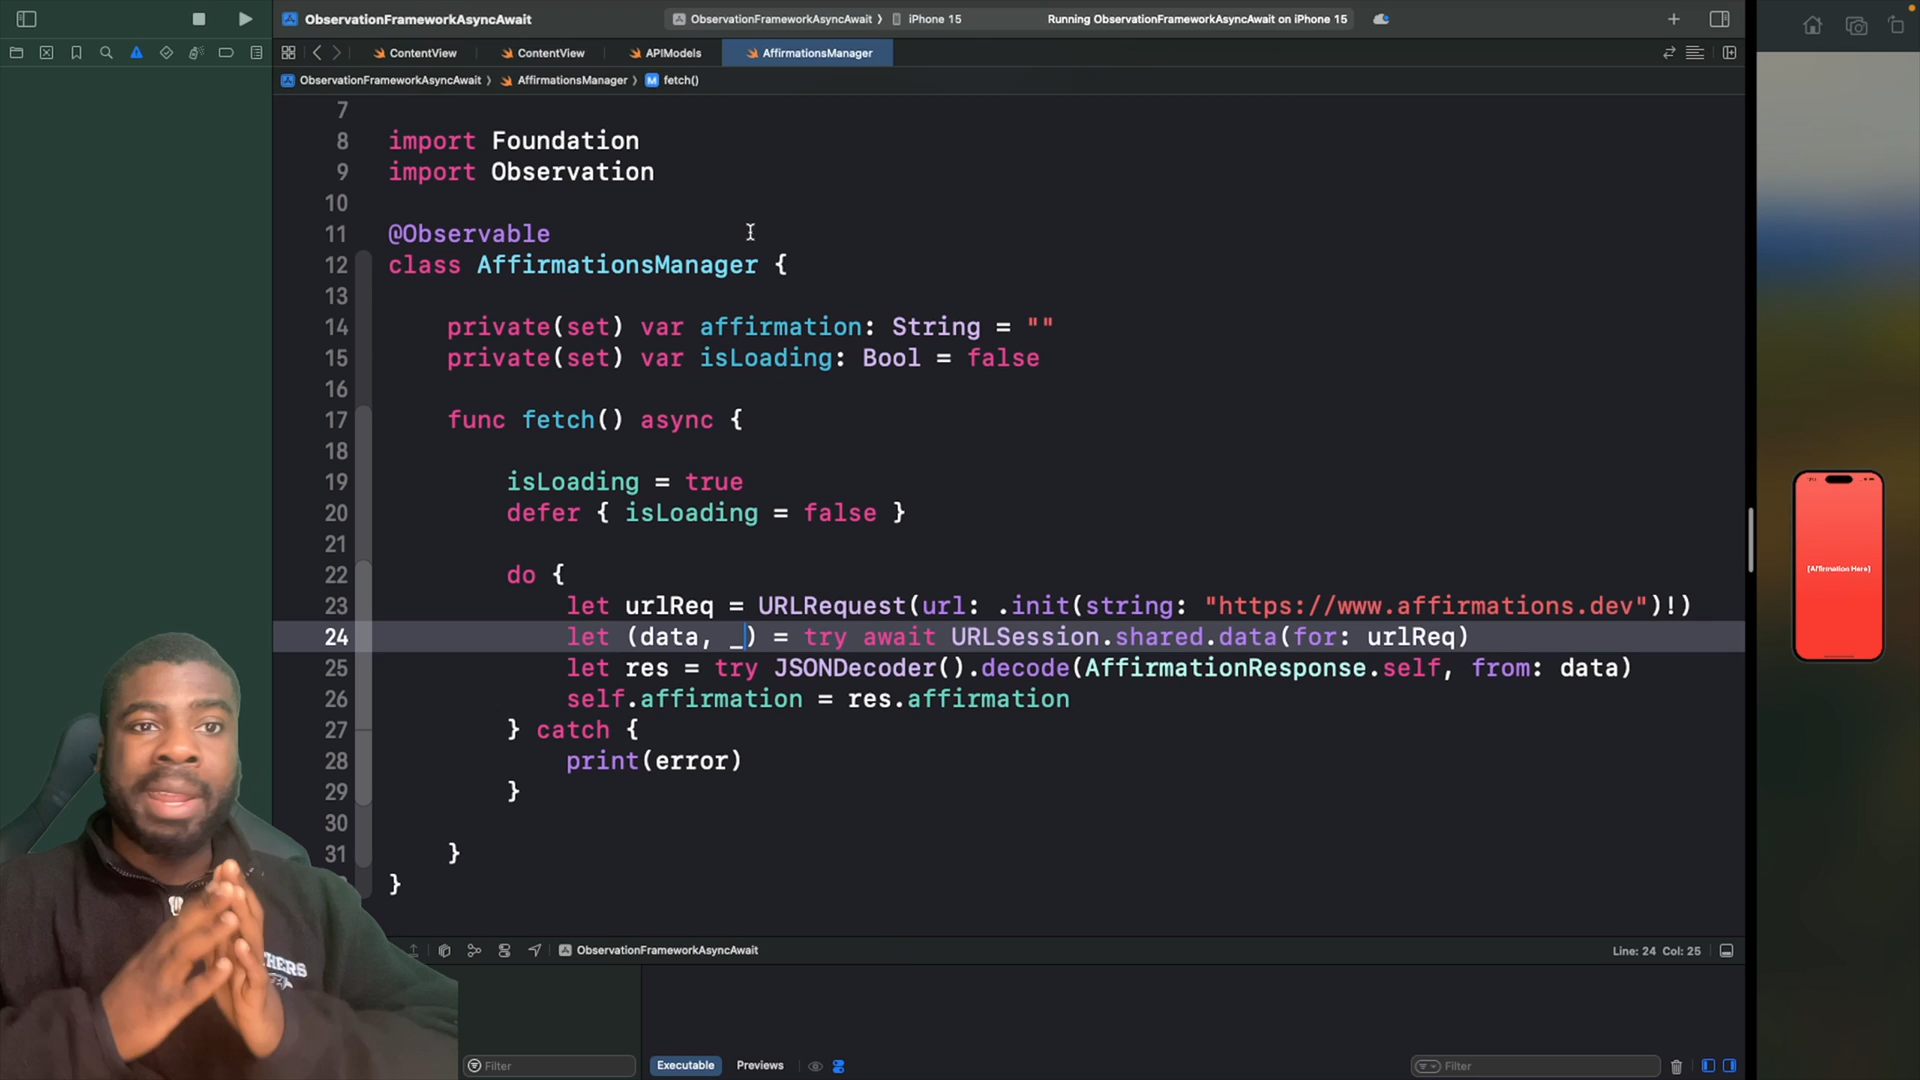 ObservationFrameworkAsyncAwait
ObservationFrameworkAsyncAwait 〉 iPhone 15
Running ObservationFrameworkAsyncAwait on iPhone 15
ContentView
ContentView
APIModels
AffirmationsManager
ObservationFrameworkAsyncAwait 〉 AffirmationsManager 〉 M fetch()
7
8 import Foundation
9 import Observation
10
11 @Observable
12 class AffirmationsManager {
13
14 private(set) var affirmation: String = ""
15 private(set) var isLoading: Bool = false
16
17 func fetch() async {
18
19 isLoading = true
20 defer { isLoading = false }
21
22 do {
23 let urlReq = URLRequest(url: .init(string: "https://www.affirmations.dev")!)
24 let (data, _) = try await URLSession.shared.data(for: urlReq)
25 let res = try JSONDecoder().decode(AffirmationResponse.self, from: data)
26 self.affirmation = res.affirmation
27 } catch {
28 print(error)
29 }
30
31 }
}
[Affirmation Here]
ObservationFrameworkAsyncAwait
Line: 24 Col: 25
Filter
Executable
Previews
Filter